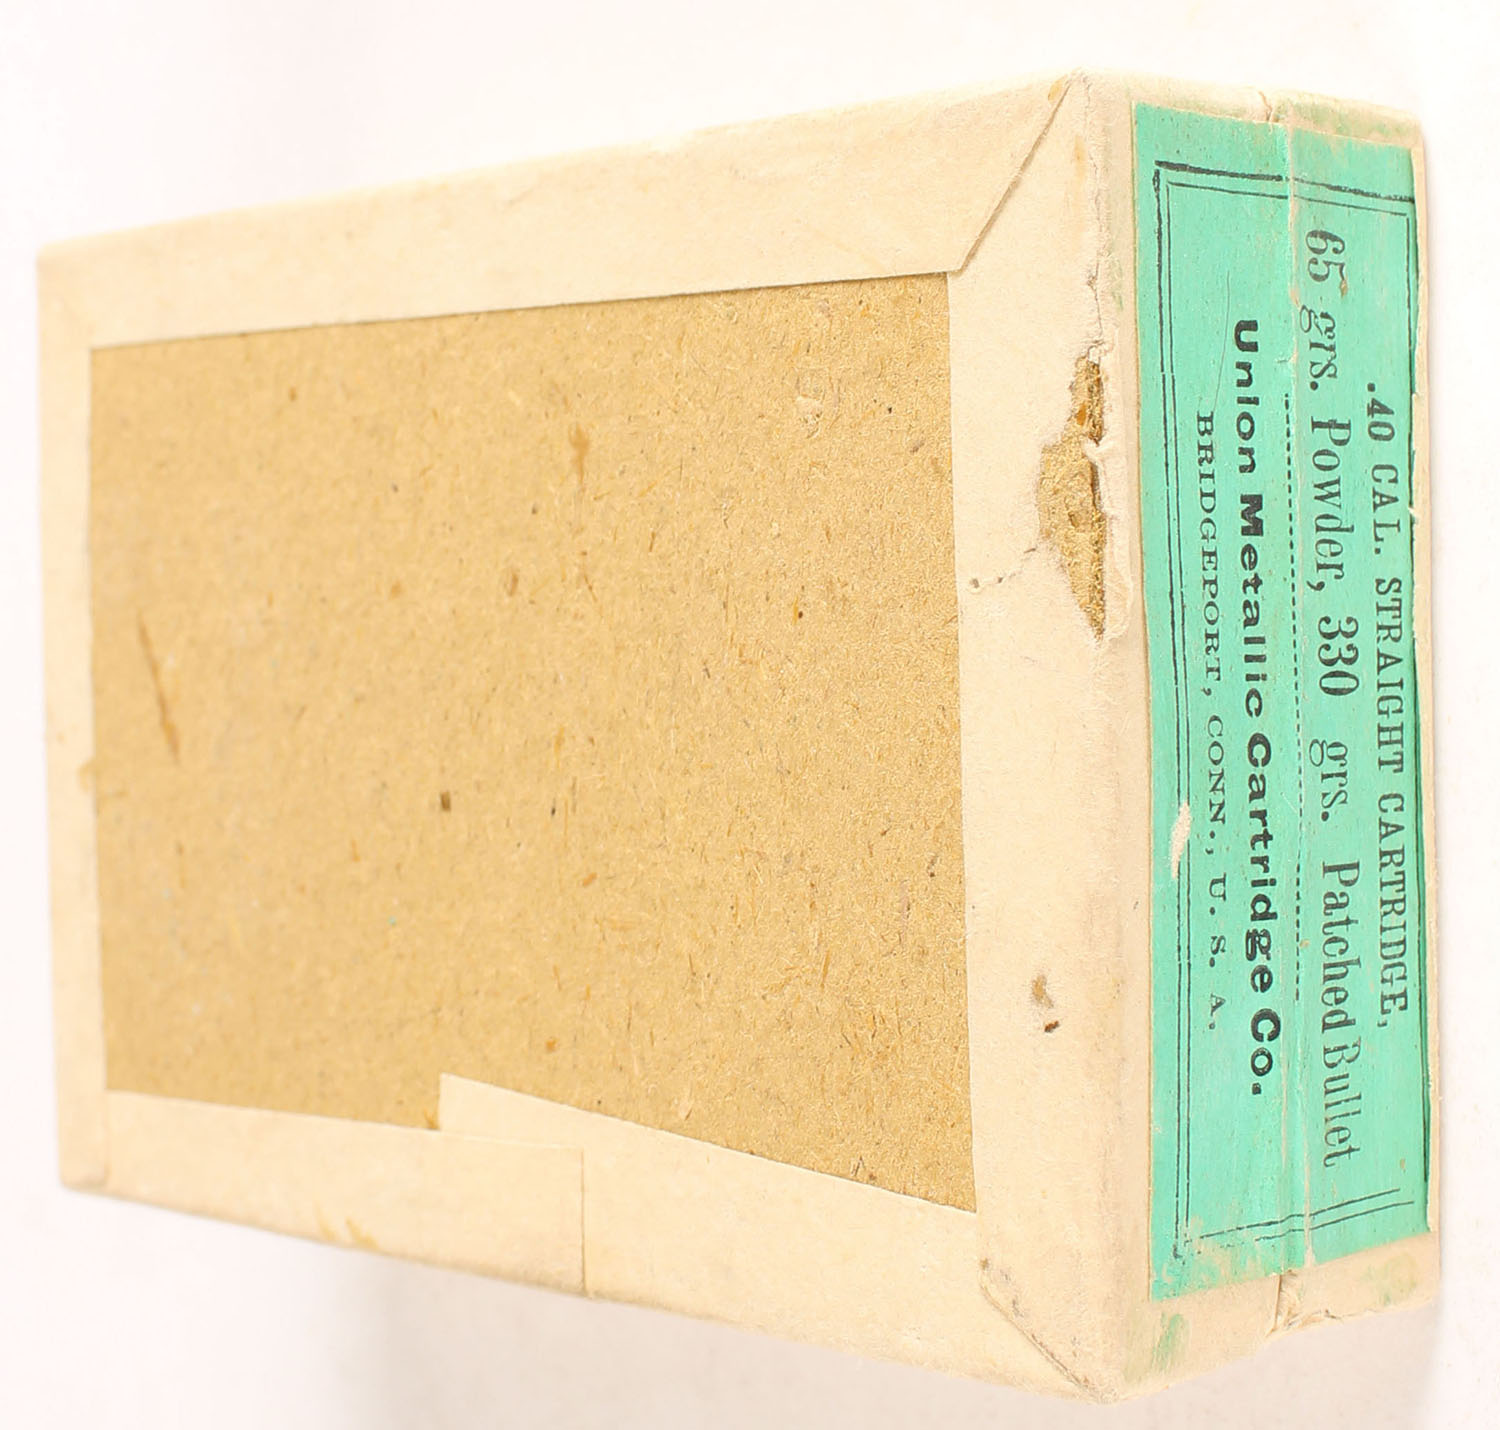 .40 CAL. STRAIGHT CARTRIDGE,
65 grs. Powder, 330 grs. Patched Bullet
Union Metallic Cartridge Co.
BRIDGEPORT, CONN., U. S. A.